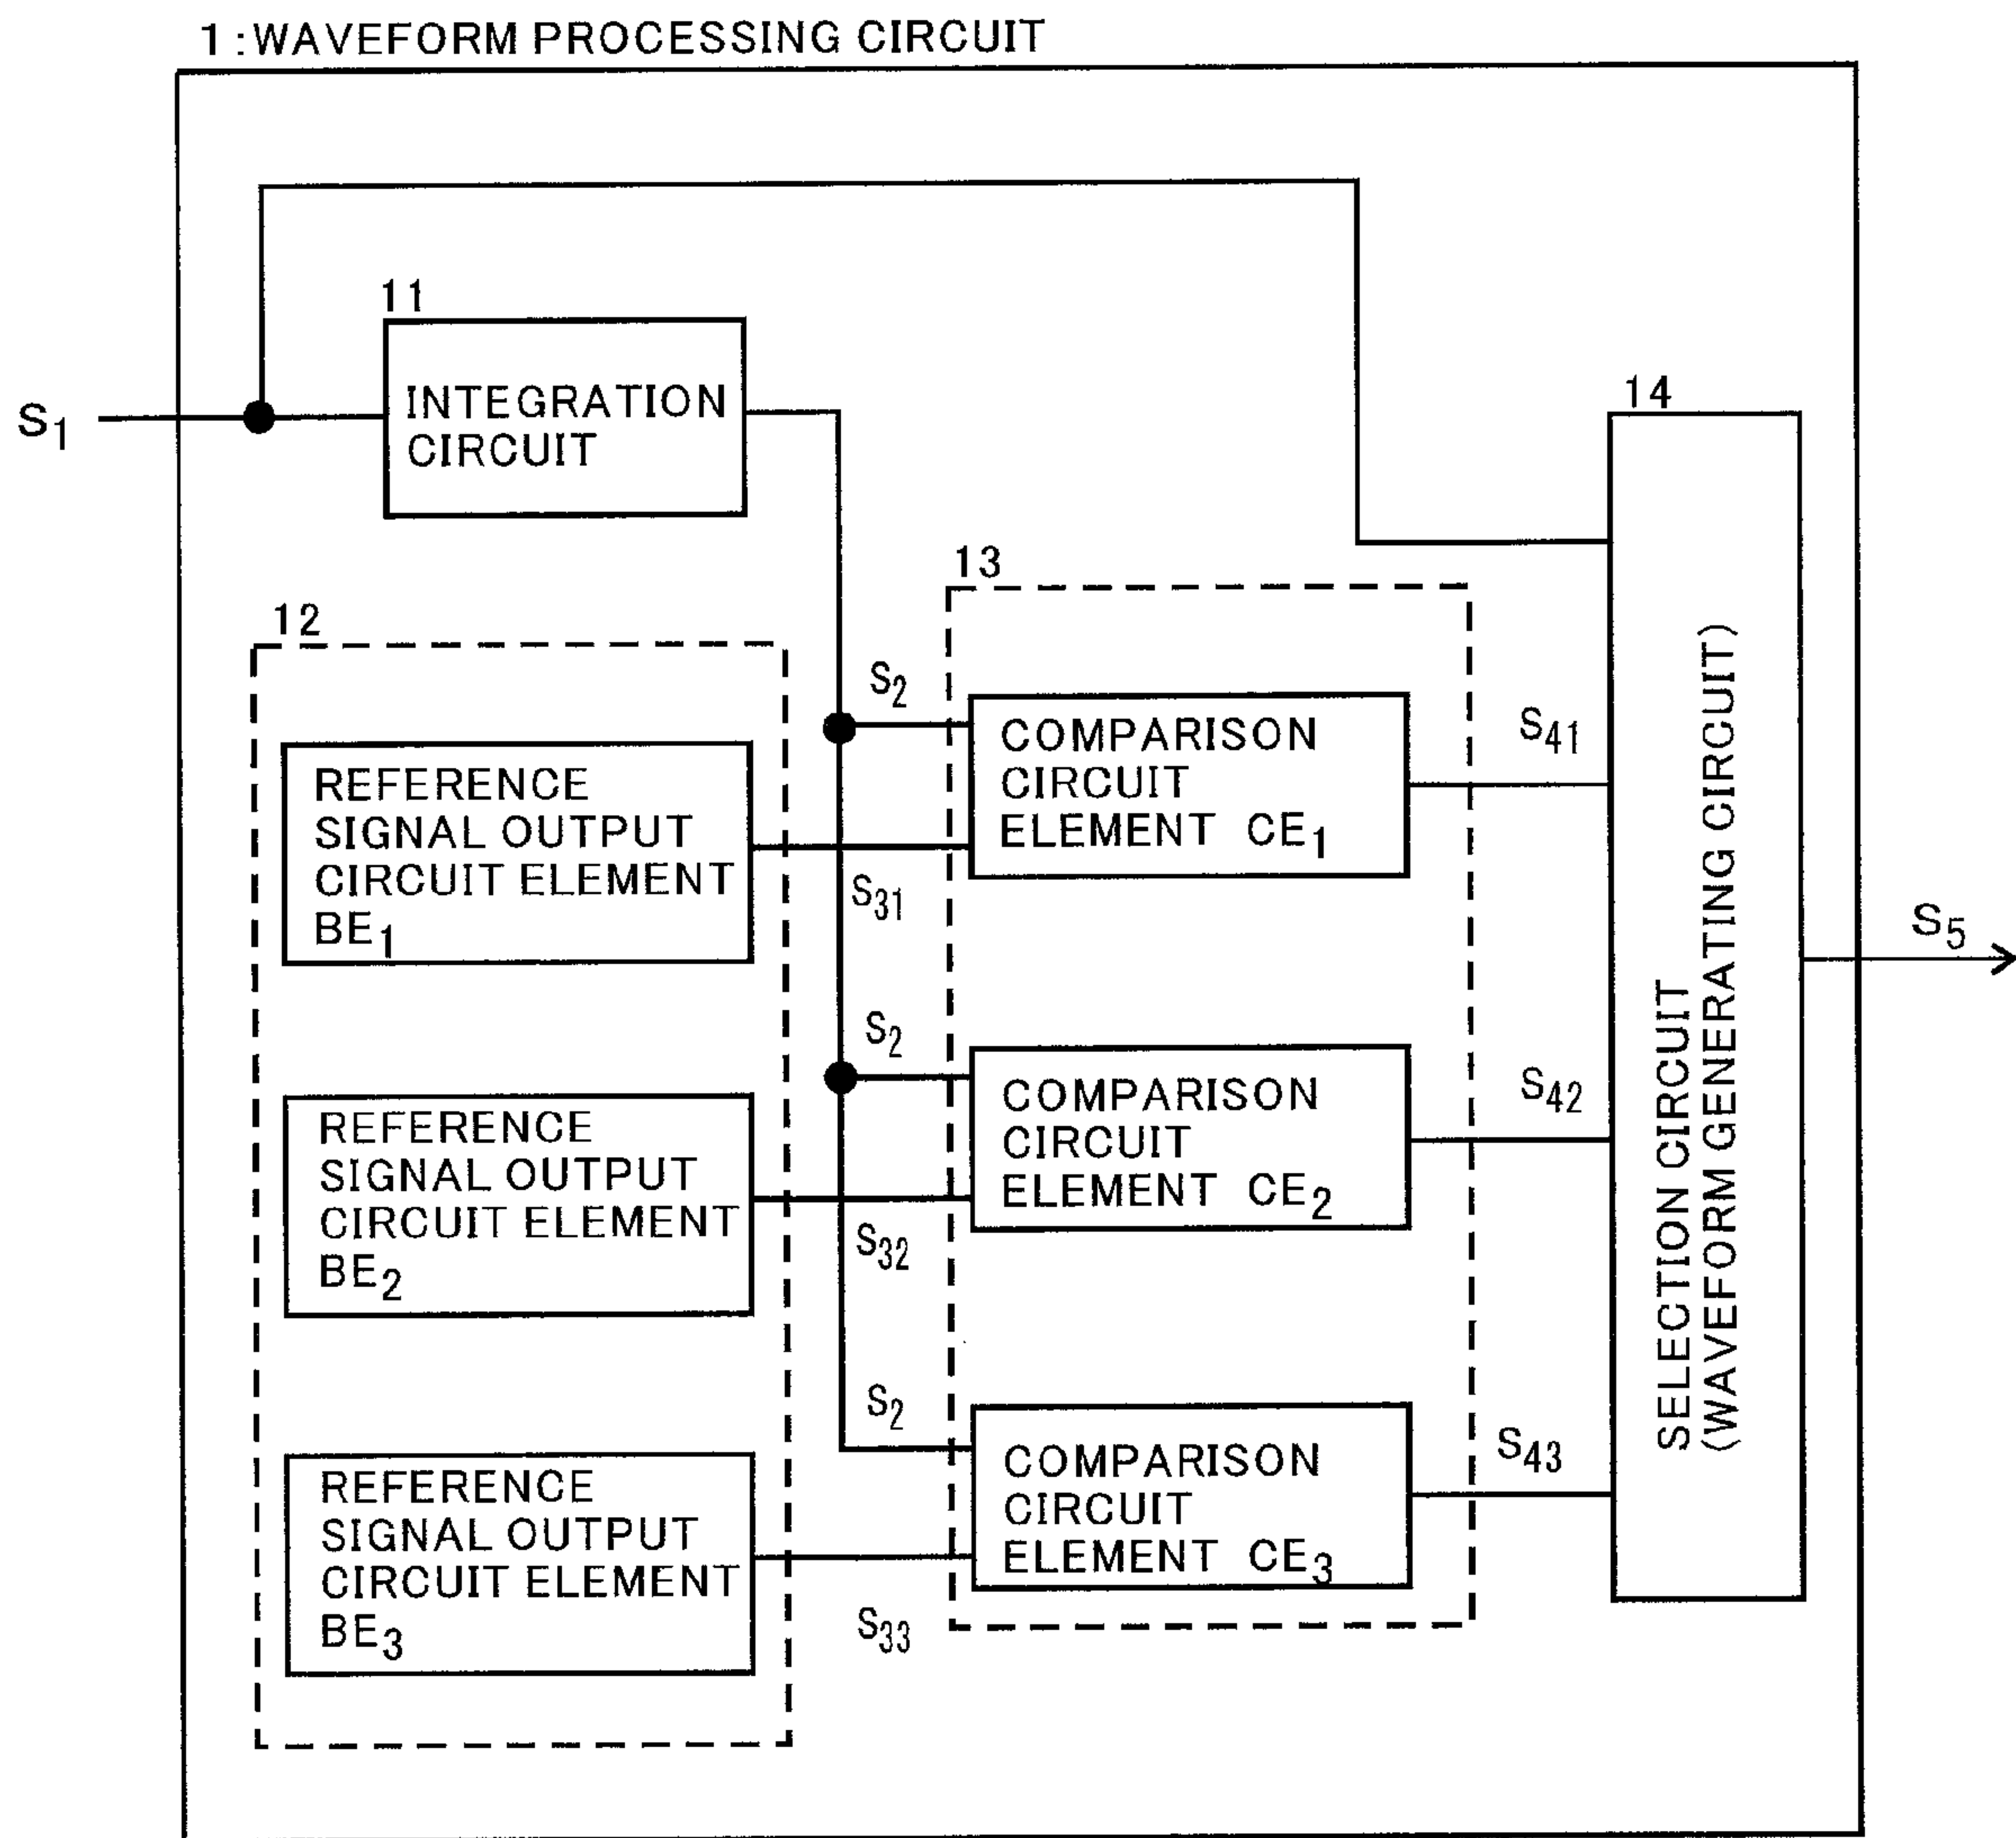 1:WAVEFORM PROCESSING CIRCUIT
11
INTEGRATION
CIRCUIT
S1
14
13
12
S2
COMPARISON
CIRCUIT
ELEMENT CE1
S41
REFERENCE
SIGNAL OUTPUT
CIRCUIT ELEMENT
BE1
S31
SELECTION CIRCUIT
(WAVEFORM GENERATING CIRCUIT)
S5
S2
COMPARISON
CIRCUIT
ELEMENT CE2
S42
REFERENCE
SIGNAL OUTPUT
CIRCUIT ELEMENT
BE2
S32
S2
COMPARISON
CIRCUIT
ELEMENT CE3
S43
REFERENCE
SIGNAL OUTPUT
CIRCUIT ELEMENT
BE3
S33